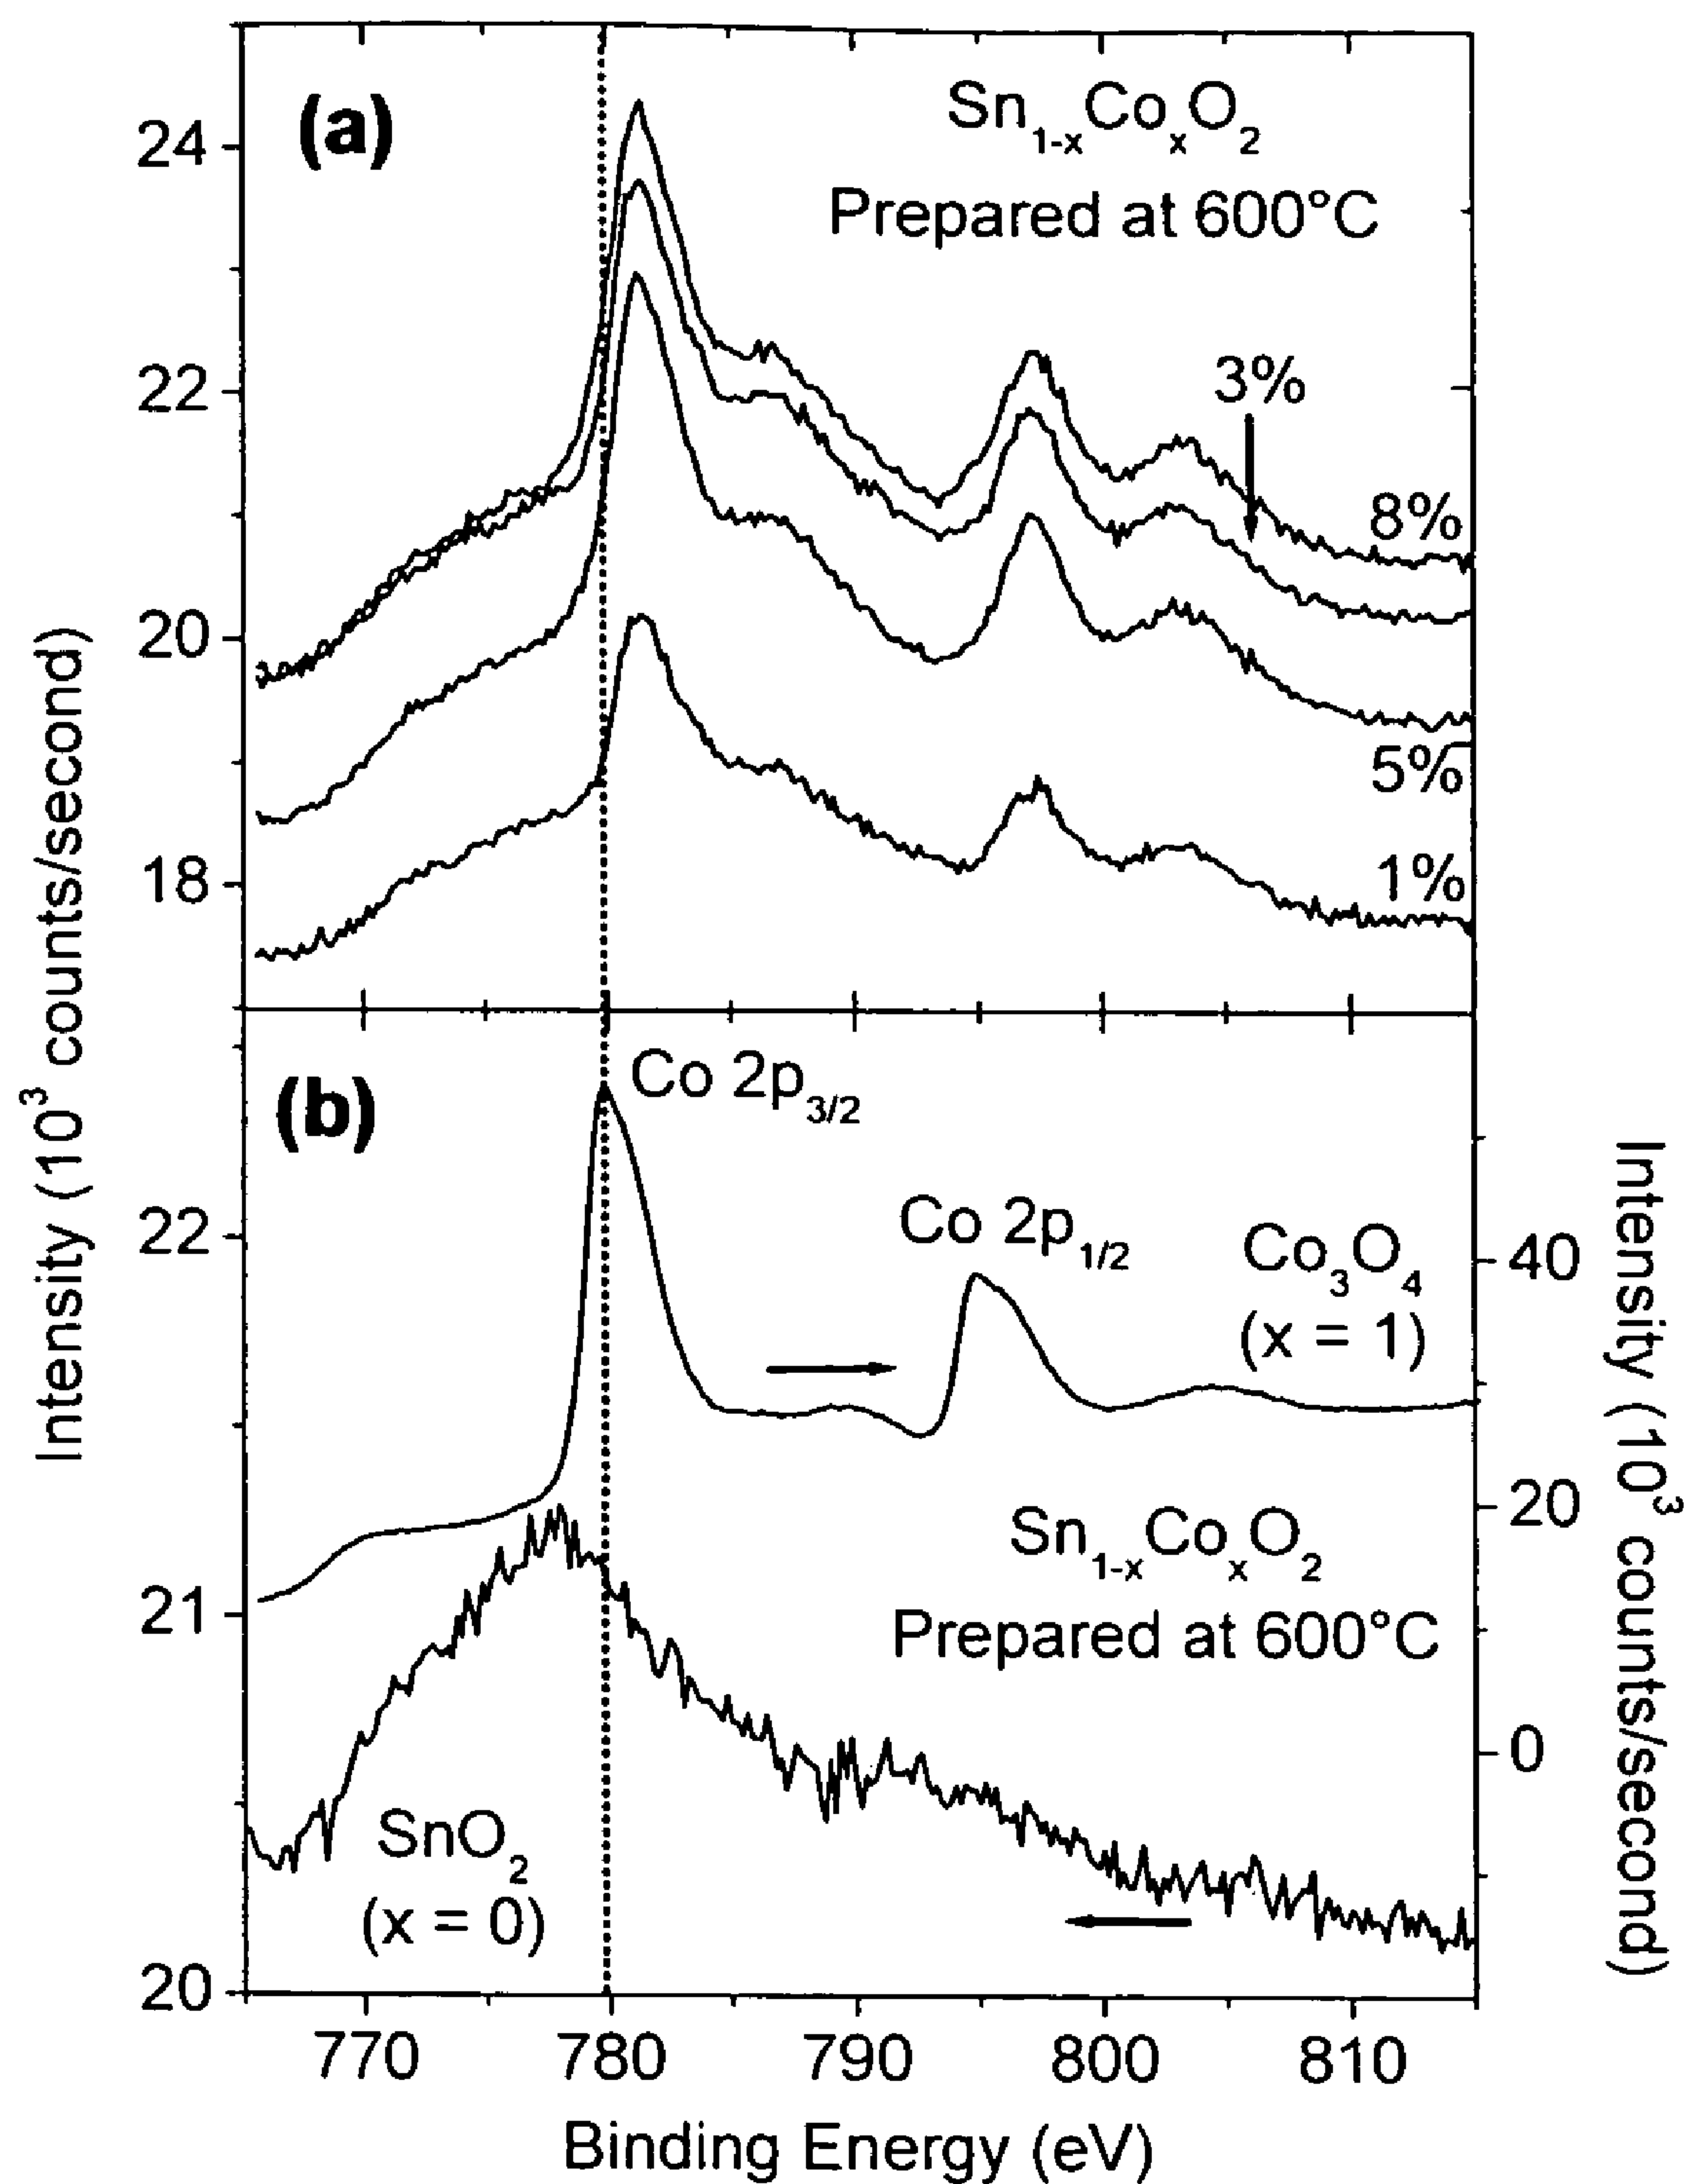 (a)
Sn1-xCoxO2
Prepared at 600°C
24
22
20
18
3%
8%
5%
1%
Intensity (10³ counts/second)
(b)
Co 2p3/2
Co 2p1/2
Co3O4
(x = 1)
22
21
20
40
20
0
Sn1-xCoxO2
Prepared at 600°C
SnO2
(x = 0)
Intensity (10³ counts/second)
770 780 790 800 810
Binding Energy (eV)